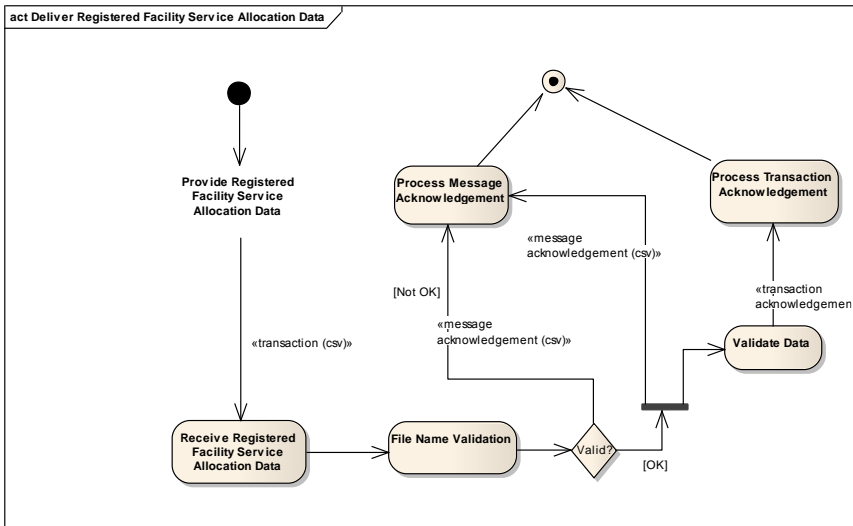 act Deliver Registered Facility Service Allocation Data
Provide Registered
Facility Service
Allocation Data
Process Message
Acknowledgement
Process Transaction
Acknowledgement
«message
acknowledgement (csv)»
[Not OK]
«transaction
acknowledgement
«message
acknowledgement (csv)»
«transaction (csv)»
Validate Data
Receive Registered
Facility Service
Allocation Data
File Name Validation
Valid?
[OK]